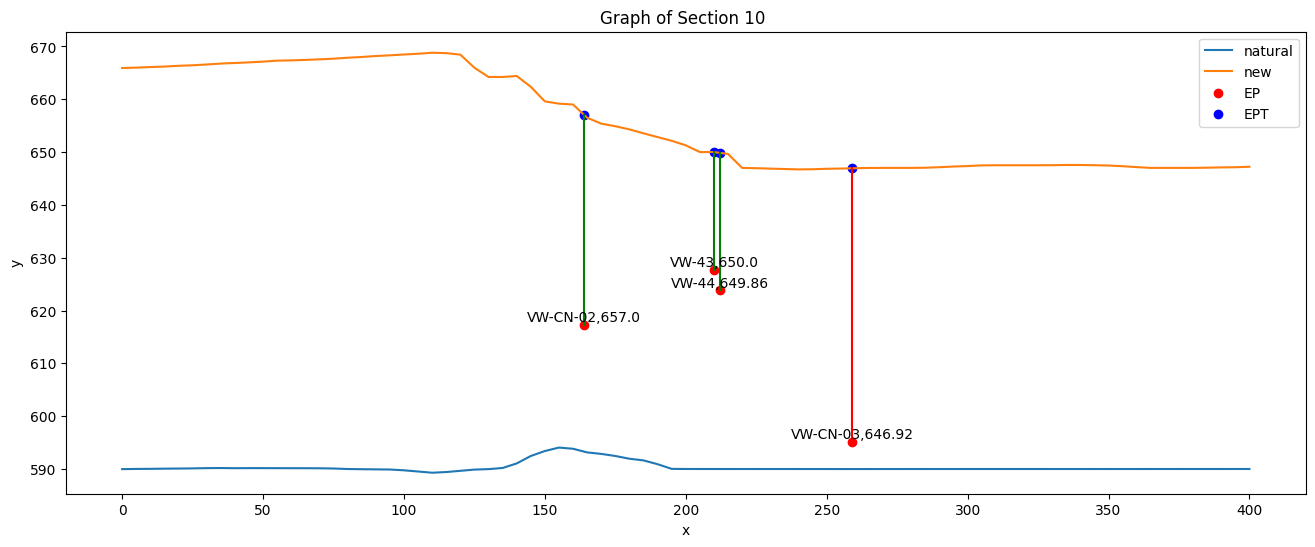 Graph of Section 10
natural
new
EP
EPT
670
660
650
640
630
620
610
600
590
y
VW-43,650.0
VW-44,649.86
VW-CN-02,657.0
VW-CN-03,646.92
0
50
100
150
200
250
300
350
400
x